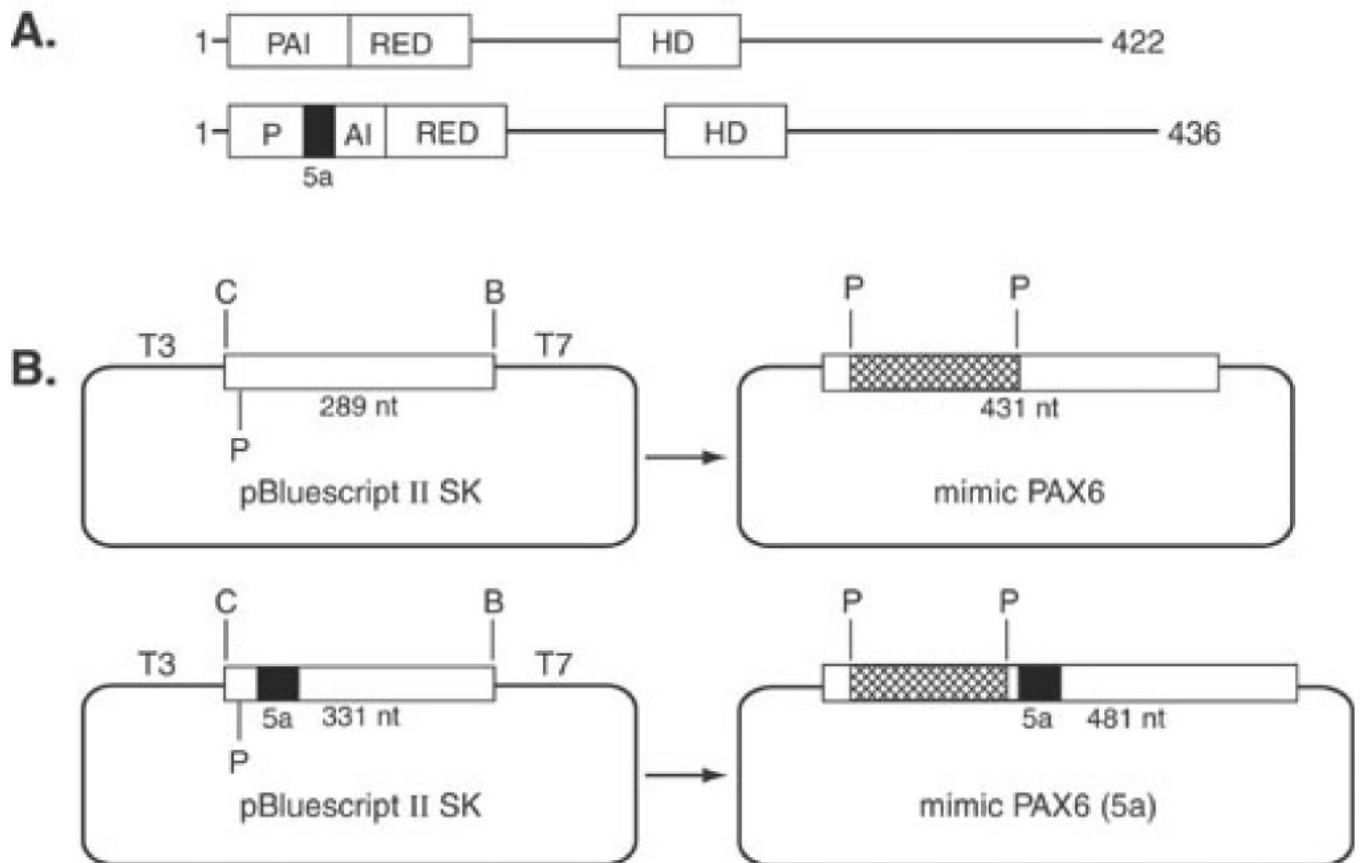 A.
1 PAI RED HD 422
1 P AI RED HD 436
5a
B.
C B P P
T3 T7
289 nt 431 nt
P
pBluescript II SK mimic PAX6
C B P P
T3 T7
5a 331 nt 5a 481 nt
P
pBluescript II SK mimic PAX6 (5a)